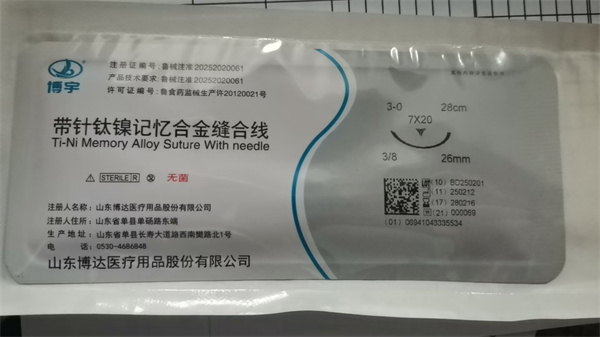 博宇
注册证编号: 鲁械注准20252020061
产品技术要求: 鲁械注准20252020061
许可证编号: 鲁食药监械生产许20120021号
带针钛镍记忆合金缝合线
Ti-Ni Memory Alloy Suture With needle
STERILE R 无菌
注册人名称: 山东博达医疗用品股份有限公司
注册人住所: 山东省单县单砀路东端
生产地址: 山东省单县长寿大道路西南樊路北1号
电话: 0530-4686848
山东博达医疗用品股份有限公司
3-0 28cm
7X20
3/8 26mm
(10) BD250201
(11) 250212
(17) 280216
(21) 000069
(01) 06941043335534